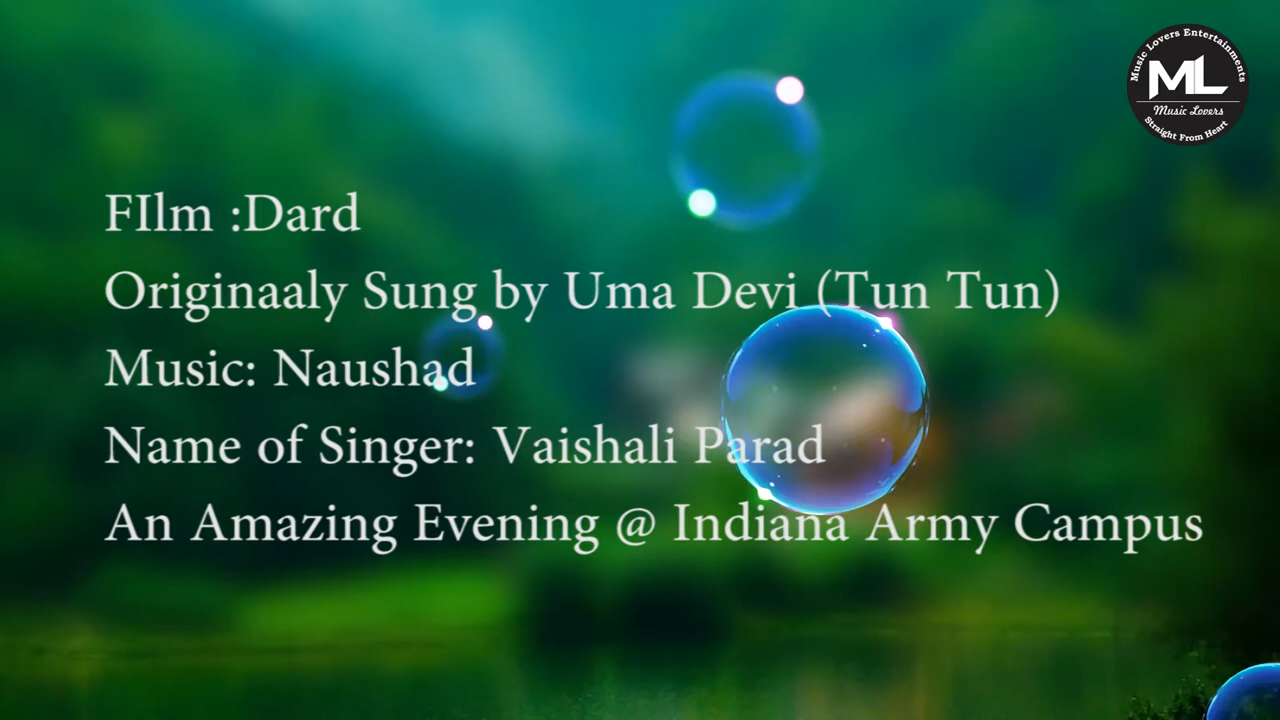 Music Lovers Entertainments
ML
Music Lovers
Straight From Heart
FIlm :Dard
Originaaly Sung by Uma Devi (Tun Tun)
Music: Naushad
Name of Singer: Vaishali Parad
An Amazing Evening @ Indiana Army Campus